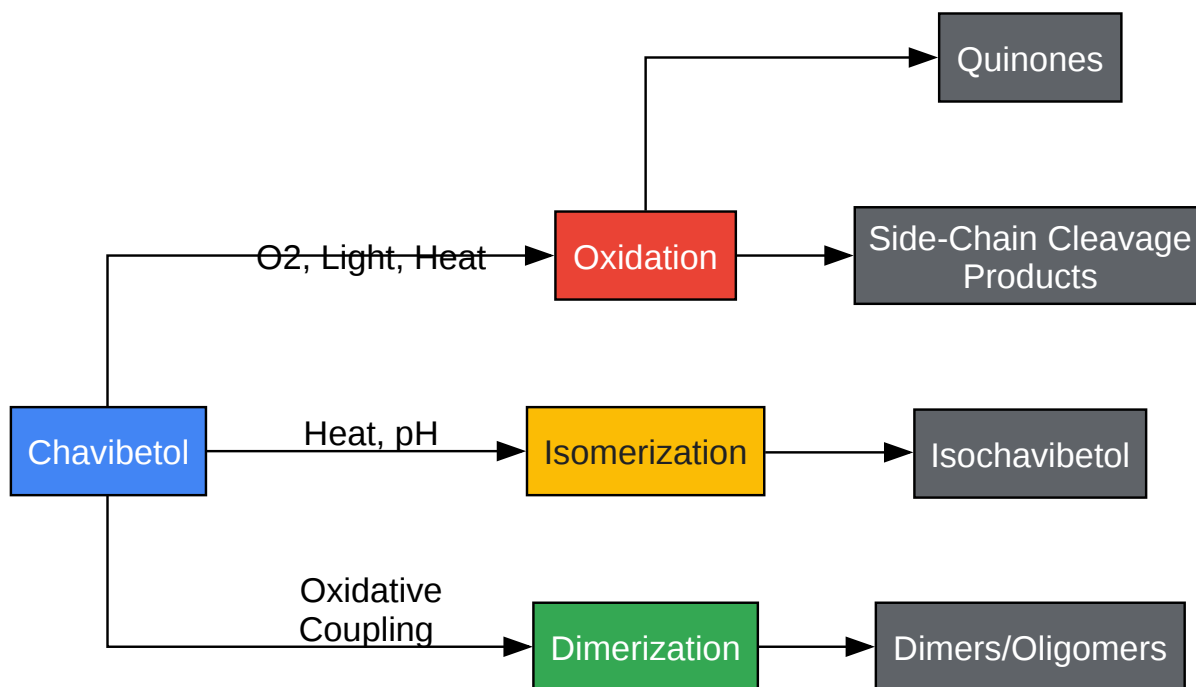 Quinones
O2, Light, Heat
Oxidation
Side-Chain Cleavage
Products
Chavibetol
Heat, pH
Isomerization
Isochavibetol
Oxidative
Coupling
Dimerization
Dimers/Oligomers